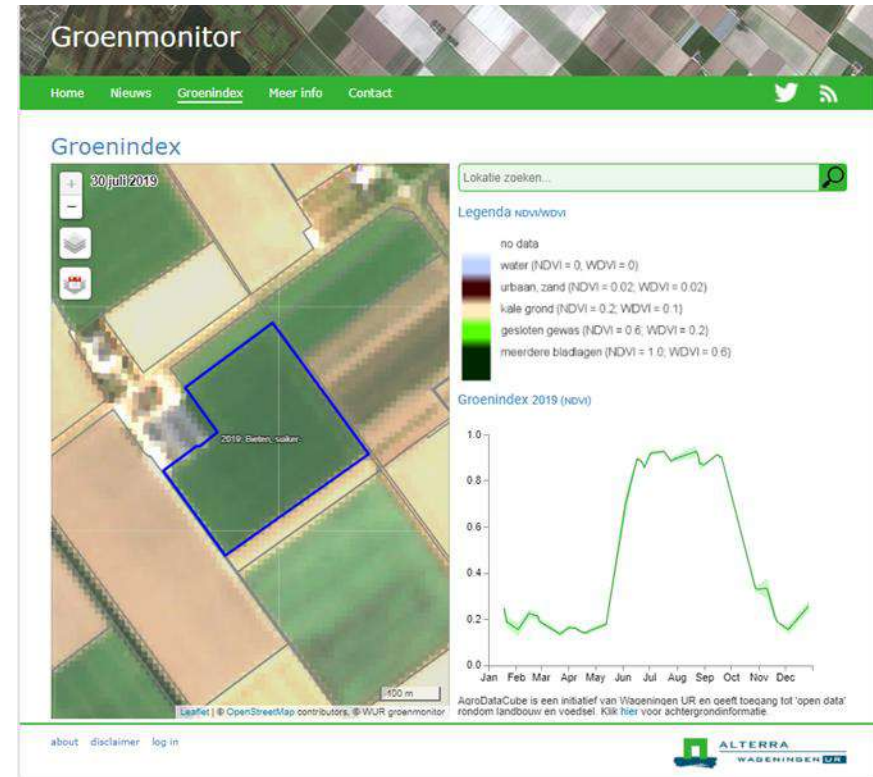 Groenmonitor
Home Nieuws Groenindex Meer info Contact
Groenindex
+
−
30 juli 2019
2019; Bieten, suiker-
100 m
Leaflet | © OpenStreetMap contributors, © WUR groenmonitor
Lokatie zoeken...
Legenda NDVI/WDVI
no data
water (NDVI = 0; WDVI = 0)
urbaan, zand (NDVI = 0.02; WDVI = 0.02)
kale grond (NDVI = 0.2; WDVI = 0.1)
gesloten gewas (NDVI = 0.6; WDVI = 0.2)
meerdere bladlagen (NDVI = 1.0; WDVI = 0.6)
Groenindex 2019 (NDVI)
1.0
0.8
0.6
0.4
0.2
0.0
Jan Feb Mar Apr May Jun Jul Aug Sep Oct Nov Dec
AgroDataCube is een initiatief van Wageningen UR en geeft toegang tot 'open data'
rondom landbouw en voedsel. Klik hier voor achtergrondinformatie.
about disclaimer log in
ALTERRA
WAGENINGEN UR